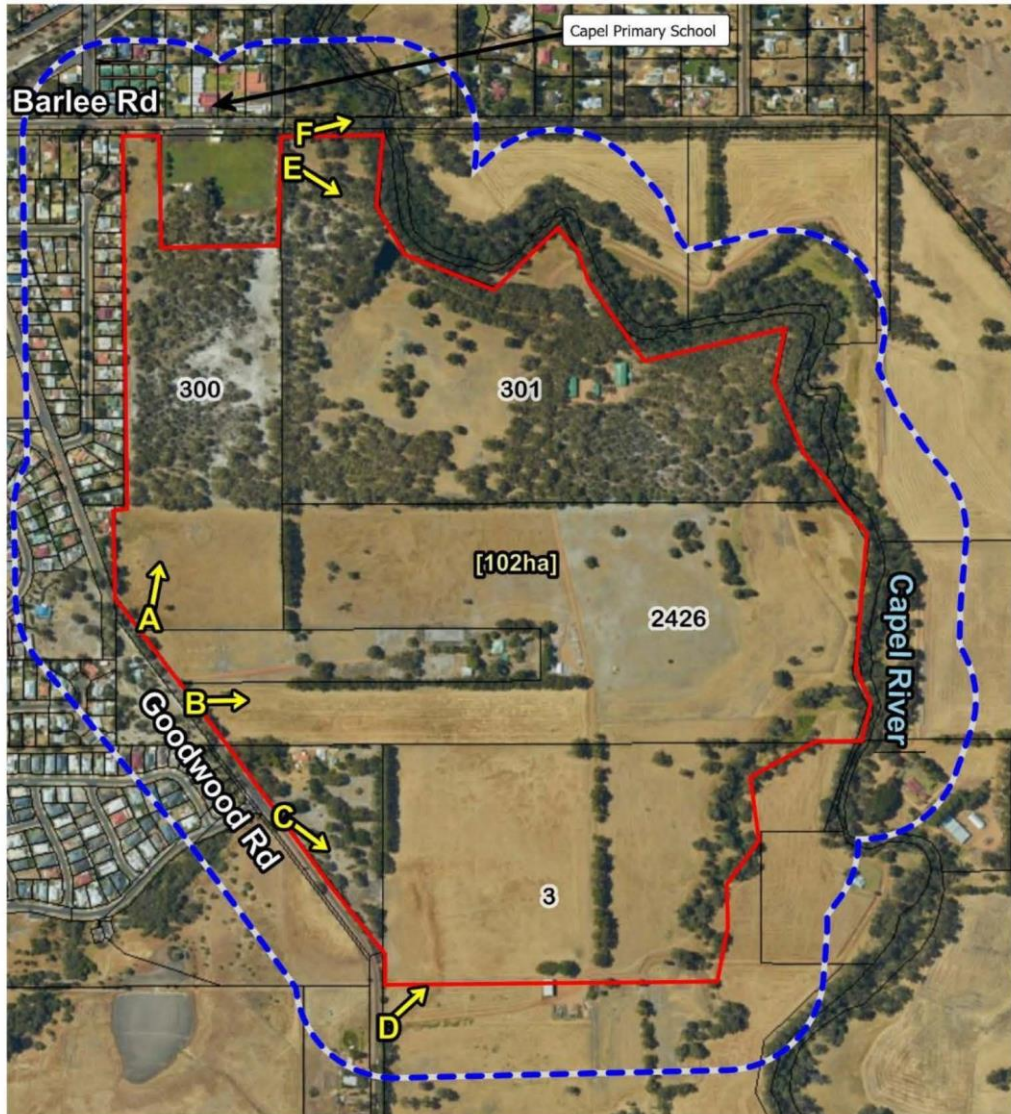 Capel Primary School
Barlee Rd
F
E
300
301
[102ha]
2426
A
B
Goodwood Rd
Capel River
C
3
D